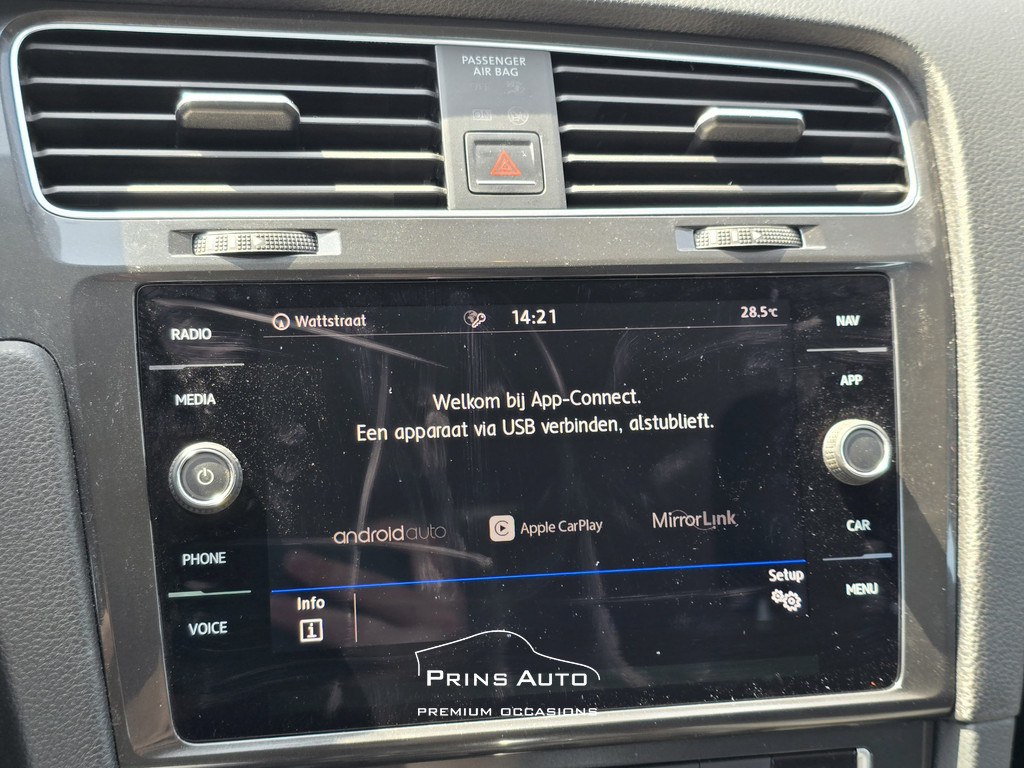 PASSENGER
AIR BAG
RADIO
MEDIA
PHONE
VOICE
Wattstraat
14:21
28.5°C
Welkom bij App-Connect.
Een apparaat via USB verbinden, alstublieft.
androidauto
Apple CarPlay
MirrorLink
Info
i
Setup
NAV
APP
CAR
MENU
PRINS AUTO
PREMIUM OCCASIONS